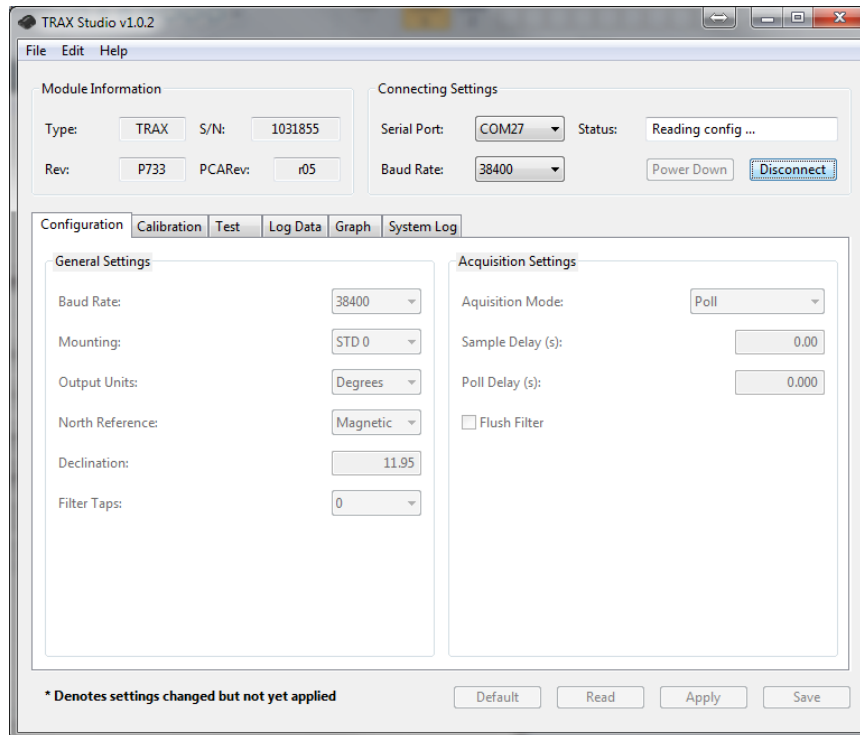 TRAX Studio v1.0.2
File Edit Help
Module Information
Type: TRAX S/N: 1031855
Rev: P733 PCARev: r05
Connecting Settings
Serial Port: COM27 Status: Reading config ...
Baud Rate: 38400 Power Down Disconnect
Configuration Calibration Test Log Data Graph System Log
General Settings
Baud Rate: 38400
Mounting: STD 0
Output Units: Degrees
North Reference: Magnetic
Declination: 11.95
Filter Taps: 0
Acquisition Settings
Aquisition Mode: Poll
Sample Delay (s): 0.00
Poll Delay (s): 0.000
Flush Filter
* Denotes settings changed but not yet applied
Default Read Apply Save